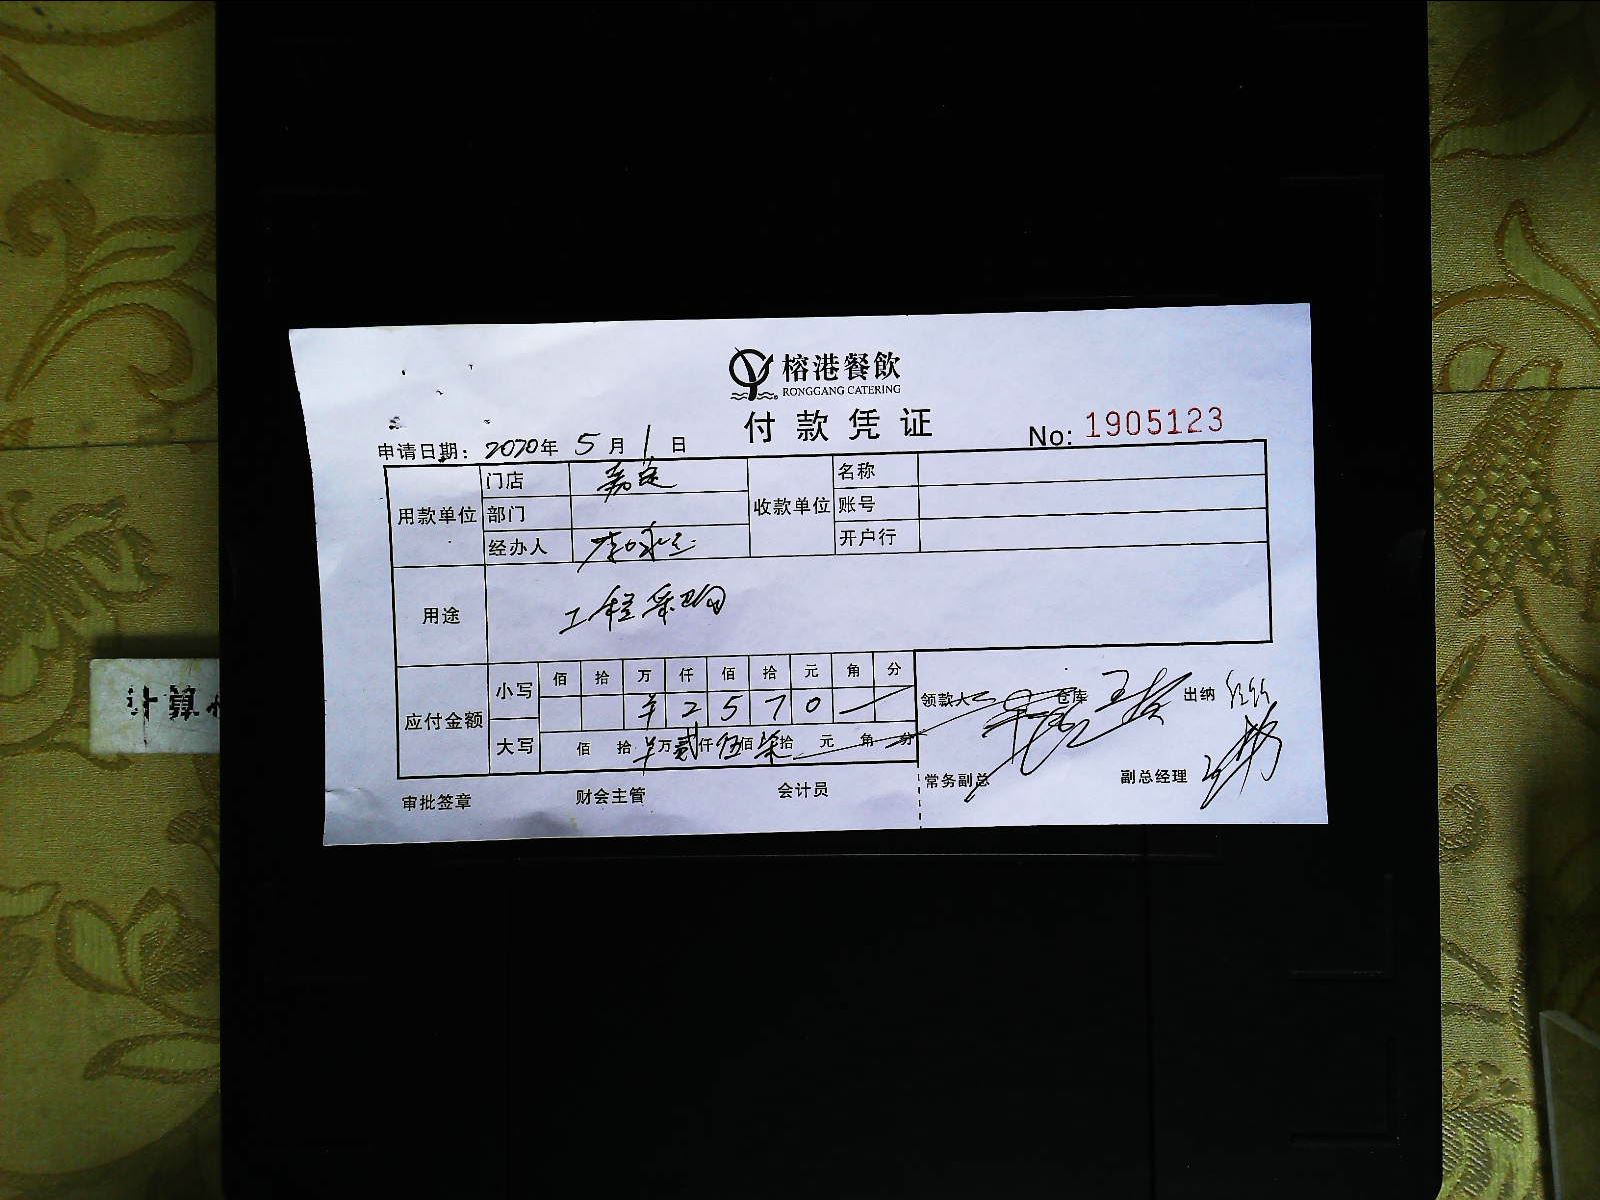 榕港餐飲
RONGGANG CATERING
付款凭证
No: 1905123
申请日期: 2020年 5月 1日
用款单位 门店 嘉定 收款单位 名称
部门 账号
经办人 开户行
用途 工程采购
应付金额 小写 佰 拾 万 仟 佰 拾 元 角 分
¥ 2 5 7 0 —
大写 佰 拾 ¥万 贰仟 伍佰 柒拾 元 角 分
领款人 仓库 出纳
常务副总 副总经理
审批签章 财会主管 会计员
计算